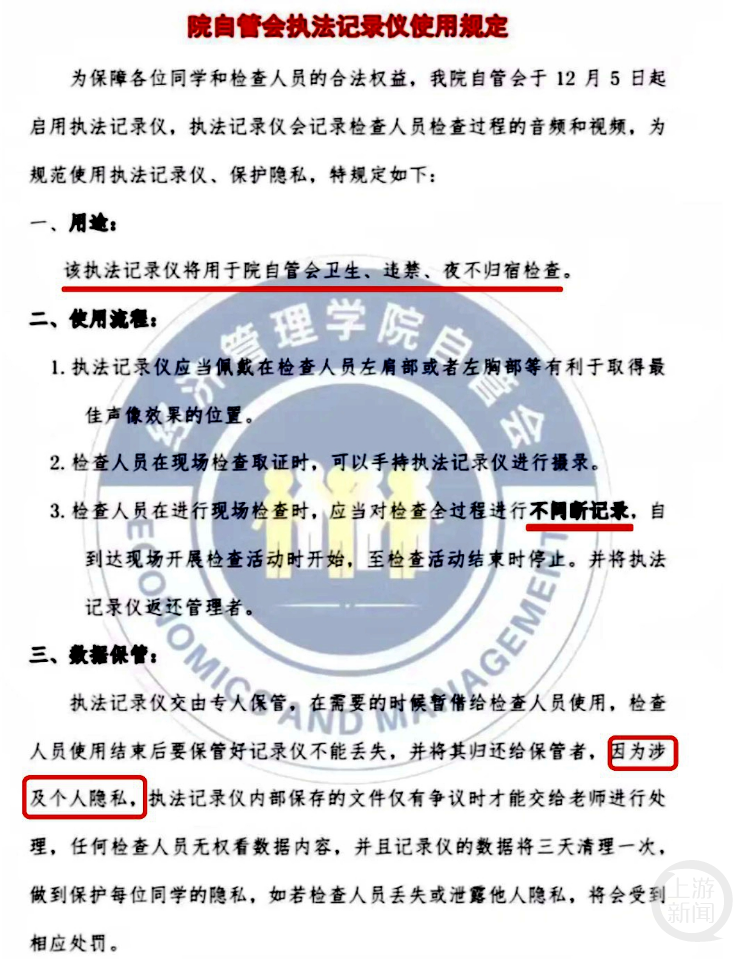 院自管会执法记录仪使用规定
为保障各位同学和检查人员的合法权益，我院自管会于 12 月 5 日起
启用执法记录仪，执法记录仪会记录检查人员检查过程的音频和视频，为
规范使用执法记录仪、保护隐私，特规定如下：
一、用途：
该执法记录仪将用于院自管会卫生、违禁、夜不归宿检查。
二、使用流程：
1. 执法记录仪应当佩戴在检查人员左肩部或者左胸部等有利于取得最
佳声像效果的位置。
2. 检查人员在现场检查取证时，可以手持执法记录仪进行摄录。
3. 检查人员在进行现场检查时，应当对检查全过程进行不间断记录，自
到达现场开展检查活动时开始，至检查活动结束时停止。并将执法
记录仪返还管理者。
三、数据保管：
执法记录仪交由专人保管，在需要的时候暂借给检查人员使用，检查
人员使用结束后要保管好记录仪不能丢失，并将其归还给保管者，因为涉
及个人隐私，执法记录仪内部保存的文件仅有争议时才能交给老师进行处
理，任何检查人员无权看数据内容，并且记录仪的数据将三天清理一次，
做到保护每位同学的隐私，如若检查人员丢失或泄露他人隐私，将会受到
相应处罚。
经济管理学院自管会
ECONOMICS AND MANAGEMENT
上游
新闻